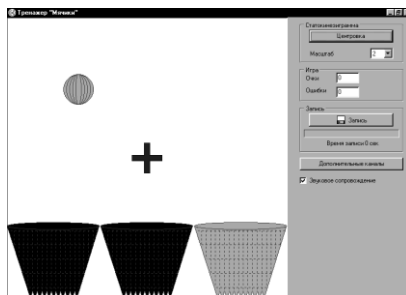 Тренажер "Мячики"
Статокинезиграмма
Центровка
Масштаб 2
Игра
Очки 0
Ошибки 0
Запись
Запись
Время записи 0 сек
Дополнительные каналы
Звуковое сопровождение